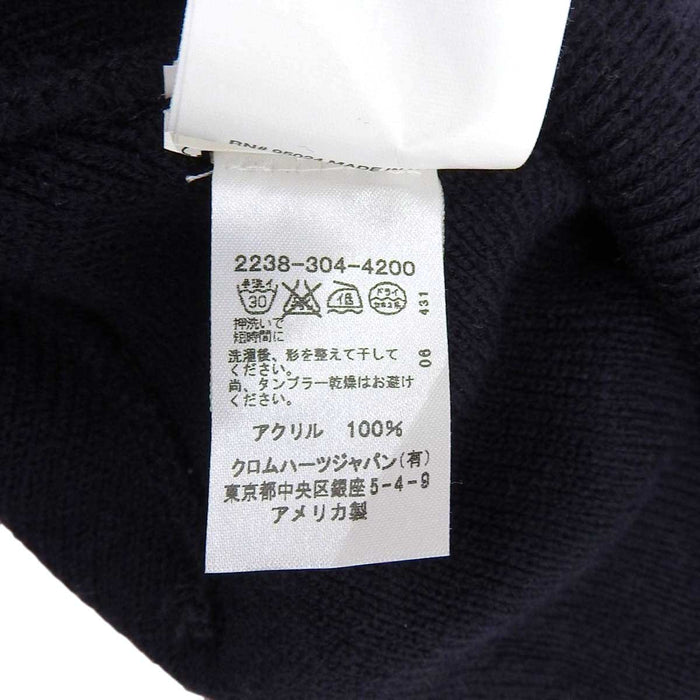 RN# 95024 MADE IN
2238-304-4200
30
低
ドライ
押洗いで
短時間に
431
06
洗濯後、形を整えて干して
ください。
尚、タンブラー乾燥はお避け
ください。
アクリル 100%
クロムハーツジャパン(有)
東京都中央区銀座5-4-9
アメリカ製